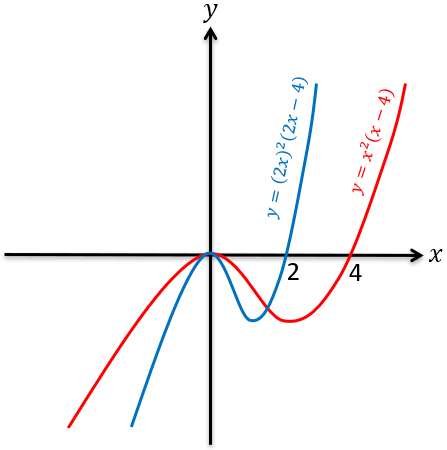 y
y = (2x)²(2x − 4)
y = x²(x − 4)
x
2
4